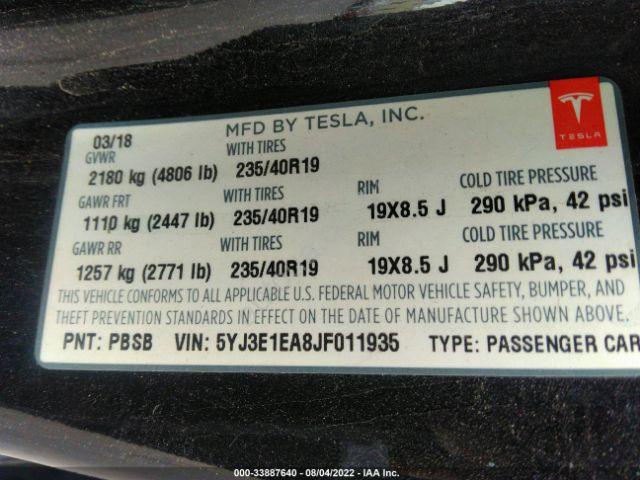 MFD BY TESLA, INC.
TESLA
03/18
GVWR WITH TIRES
2180 kg (4806 lb) 235/40R19
GAWR FRT WITH TIRES RIM COLD TIRE PRESSURE
1110 kg (2447 lb) 235/40R19 19X8.5 J 290 kPa, 42 psi
GAWR RR WITH TIRES RIM COLD TIRE PRESSURE
1257 kg (2771 lb) 235/40R19 19X8.5 J 290 kPa, 42 psi
THIS VEHICLE CONFORMS TO ALL APPLICABLE U.S. FEDERAL MOTOR VEHICLE SAFETY, BUMPER, AND
THEFT PREVENTION STANDARDS IN EFFECT ON THE DATE OF MANUFACTURE SHOWN ABOVE.
PNT: PBSB VIN: 5YJ3E1EA8JF011935 TYPE: PASSENGER CAR
000-33887640 - 08/04/2022 - IAA Inc.